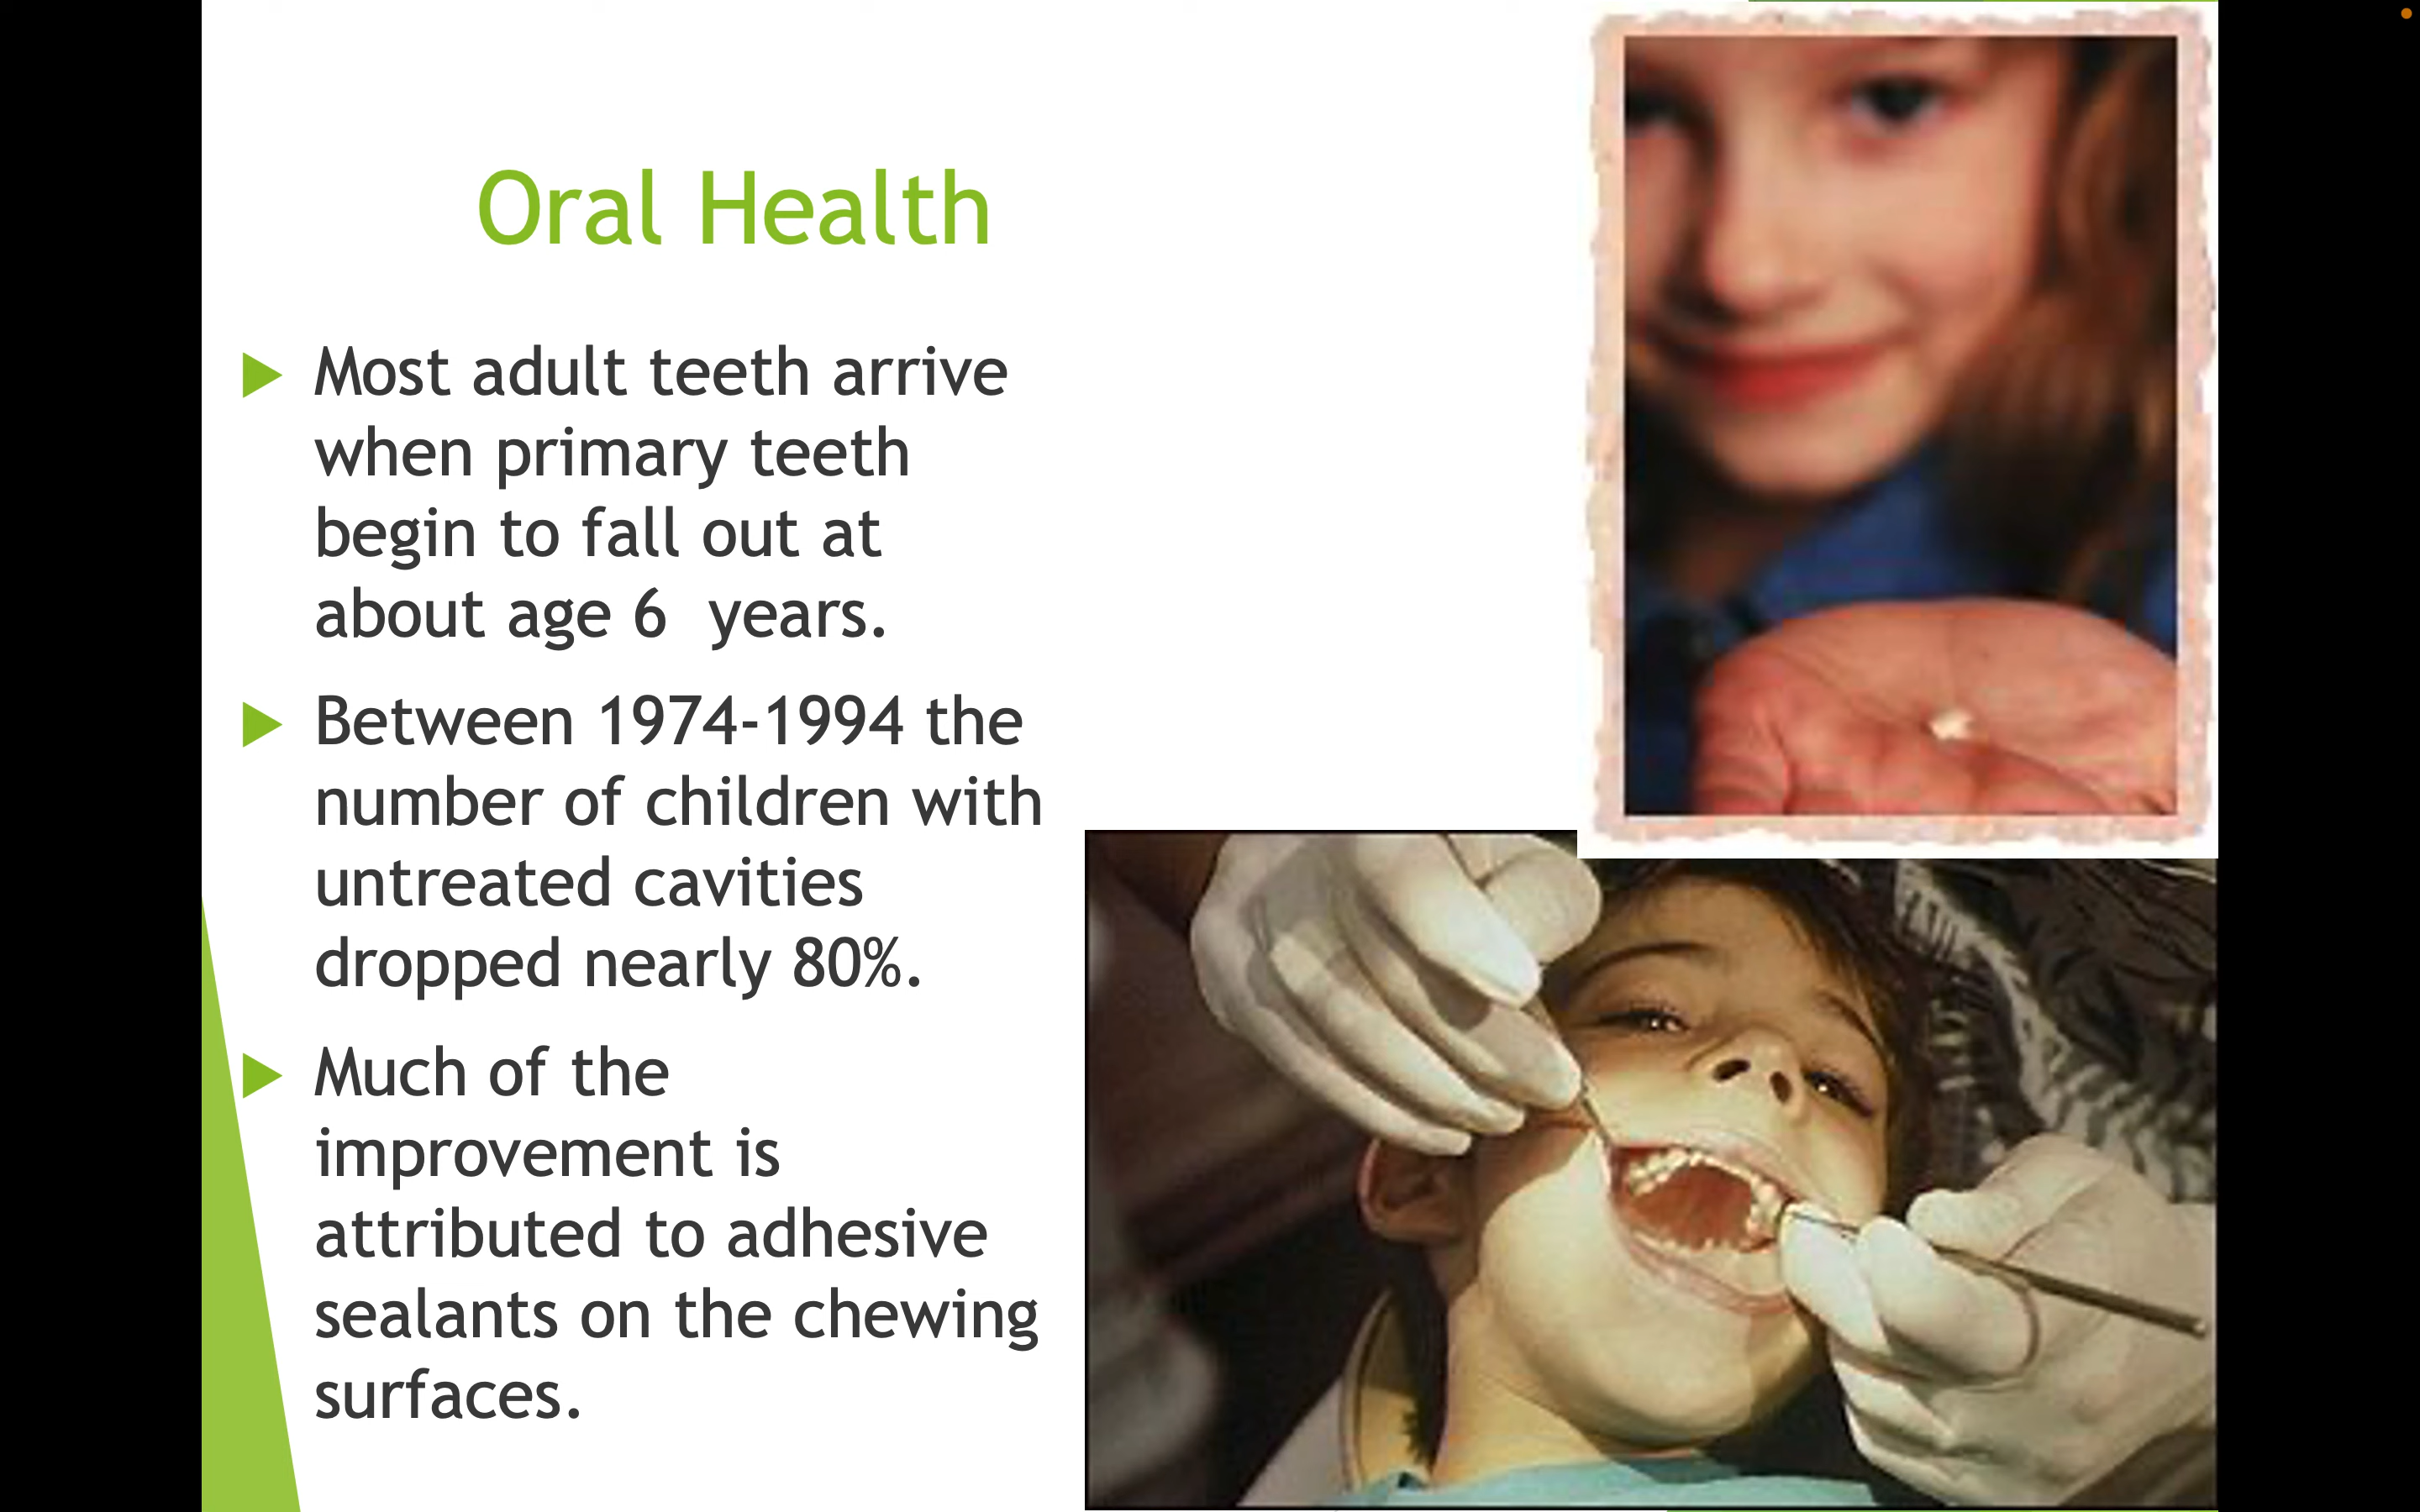 Oral Health
Most adult teeth arrive
when primary teeth
begin to fall out at
about age 6  years.
Between 1974-1994 the
number of children with
untreated cavities
dropped nearly 80%.
Much of the
improvement is
attributed to adhesive
sealants on the chewing
surfaces.